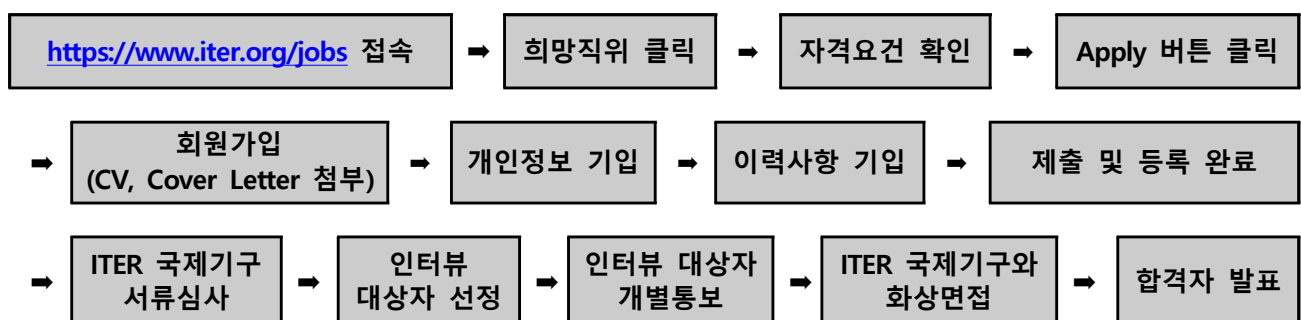 https://www.iter.org/jobs 접속 ➡ 희망직위 클릭 ➡ 자격요건 확인 ➡ Apply 버튼 클릭
➡ 회원가입
(CV, Cover Letter 첨부) ➡ 개인정보 기입 ➡ 이력사항 기입 ➡ 제출 및 등록 완료
➡ ITER 국제기구
서류심사 ➡ 인터뷰
대상자 선정 ➡ 인터뷰 대상자
개별통보 ➡ ITER 국제기구와
화상면접 ➡ 합격자 발표